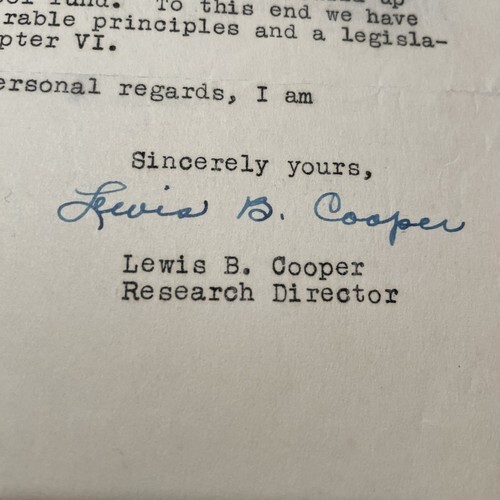 Fund. To this end we have
rable principles and a legisla-
pter VI.
ersonal regards, I am
Sincerely yours,
Lewis B. Cooper
Lewis B. Cooper
Research Director